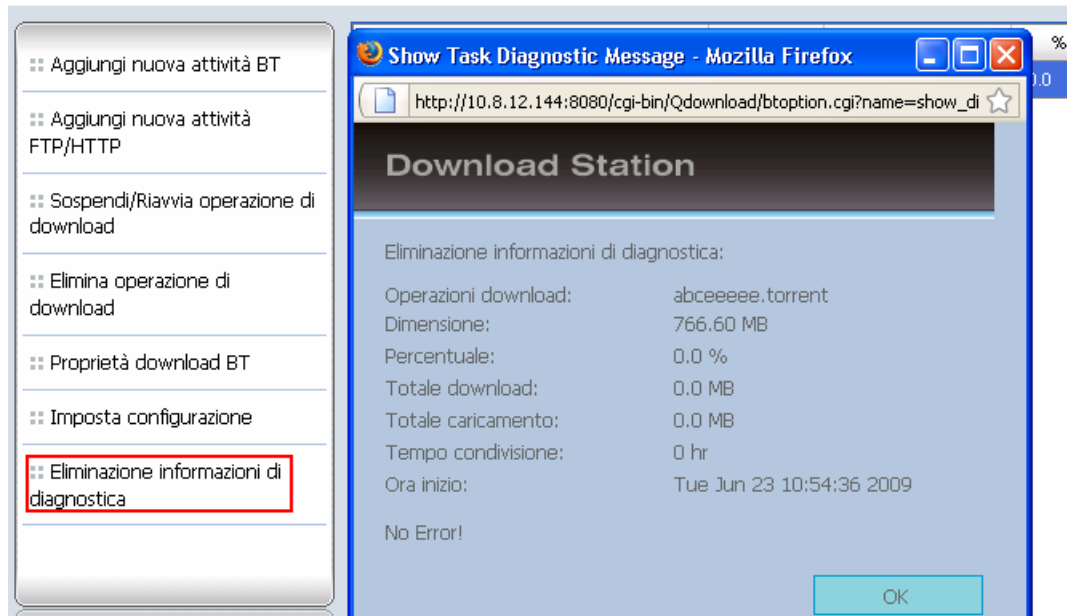 Aggiungi nuova attività BT
Aggiungi nuova attività
FTP/HTTP
Sospendi/Riavvia operazione di
download
Elimina operazione di
download
Proprietà download BT
Imposta configurazione
Eliminazione informazioni di
diagnostica
Show Task Diagnostic Message - Mozilla Firefox
http://10.8.12.144:8080/cgi-bin/Qdownload/btoption.cgi?name=show_di
Download Station
Eliminazione informazioni di diagnostica:
Operazioni download: abceeeee.torrent
Dimensione: 766.60 MB
Percentuale: 0.0 %
Totale download: 0.0 MB
Totale caricamento: 0.0 MB
Tempo condivisione: 0 hr
Ora inizio: Tue Jun 23 10:54:36 2009
No Error!
OK
%